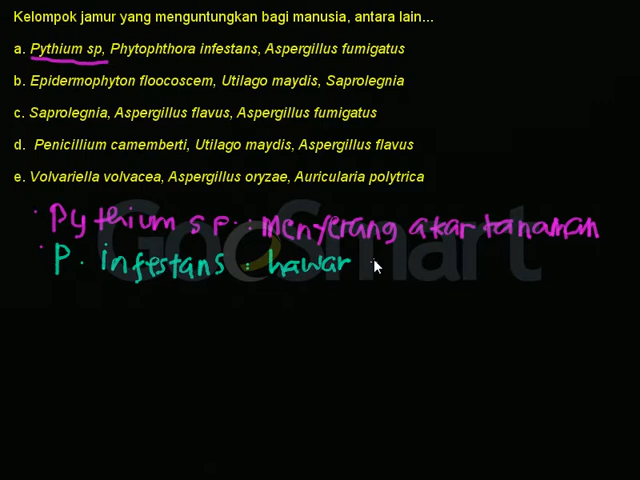 Kelompok jamur yang menguntungkan bagi manusia, antara lain...
a. Pythium sp, Phytophthora infestans, Aspergillus fumigatus
b. Epidermophyton floocoscem, Utilago maydis, Saprolegnia
c. Saprolegnia, Aspergillus flavus, Aspergillus fumigatus
d. Penicillium camemberti, Utilago maydis, Aspergillus flavus
e. Volvariella volvacea, Aspergillus oryzae, Auricularia polytrica
· Pythium sp. : Menyerang akar tanaman
· P. infestans : hawar
GooSmart